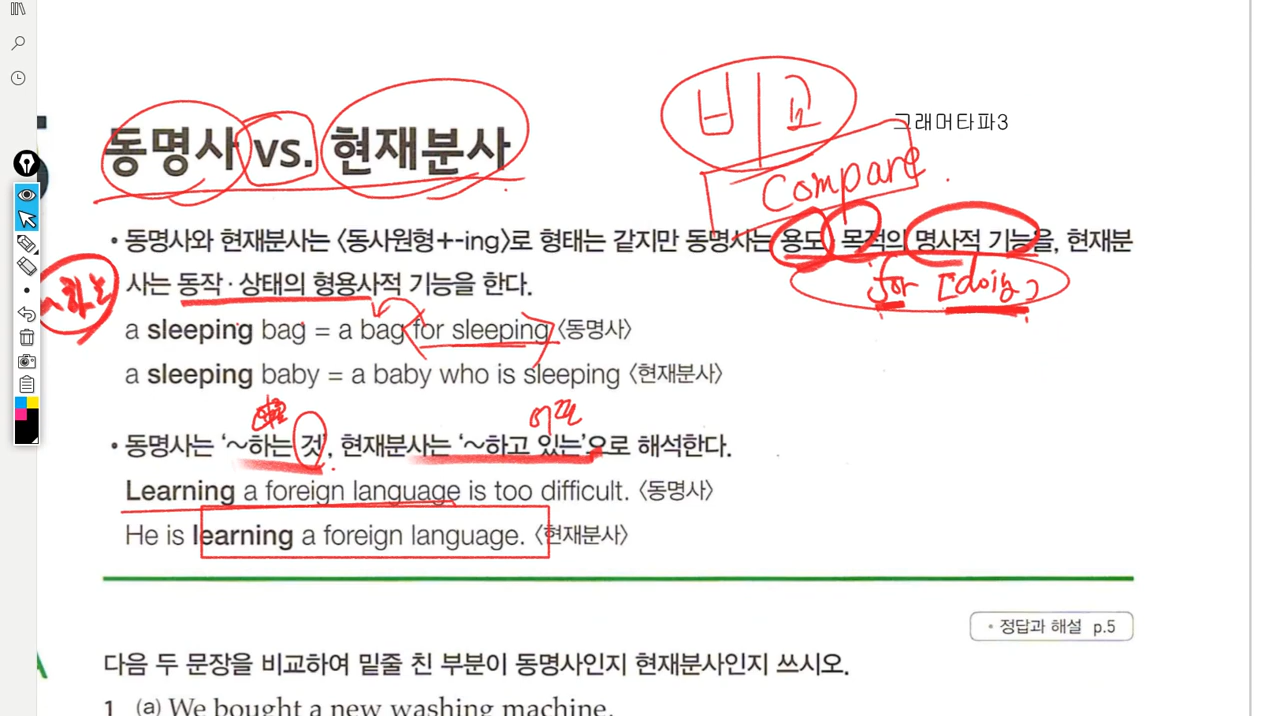 비교
그래머타파3
동명사 vs. 현재분사
Compare.
• 동명사와 현재분사는 〈동사원형+-ing〉로 형태는 같지만 동명사는 용도·목적의 명사적 기능을, 현재분
사는 동작·상태의 형용사적 기능을 한다.
for [doing]
~하는
a sleeping bag = a bag for sleeping 〈동명사〉
a sleeping baby = a baby who is sleeping 〈현재분사〉
• 동명사는 ‘~하는 것’, 현재분사는 ‘~하고 있는’으로 해석한다.
Learning a foreign language is too difficult. 〈동명사〉
He is learning a foreign language. 〈현재분사〉
• 정답과 해설 p.5
다음 두 문장을 비교하여 밑줄 친 부분이 동명사인지 현재분사인지 쓰시오.
1 (a) We bought a new washing machine.